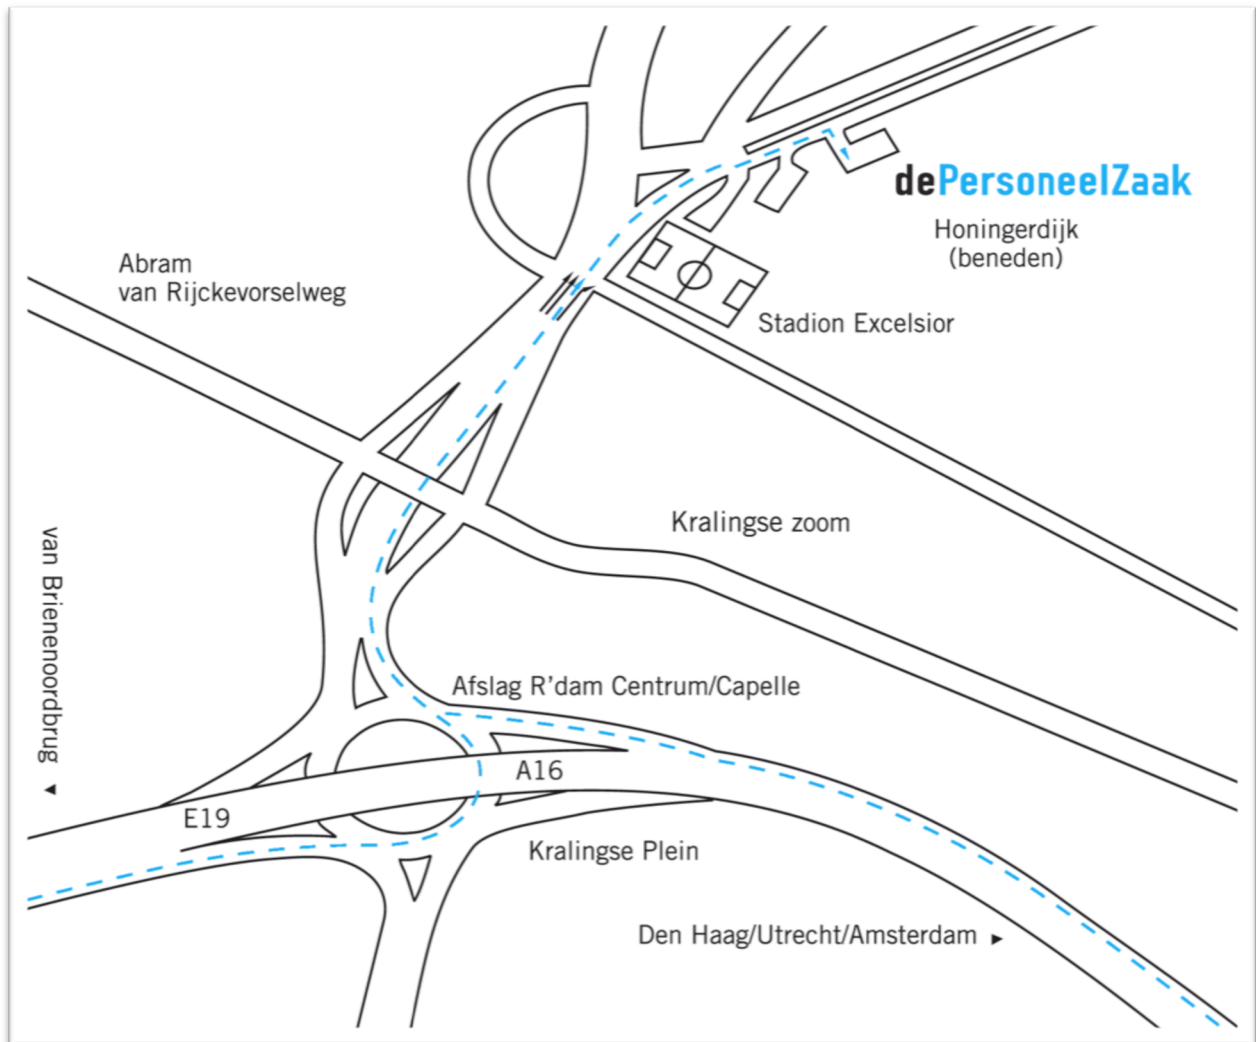 dePersoneelZaak
Honingerdijk
(beneden)
Abram
van Rijckevorselweg
Stadion Excelsior
Kralingse zoom
van Brienenoordbrug
Afslag R'dam Centrum/Capelle
A16
E19
Kralingse Plein
Den Haag/Utrecht/Amsterdam